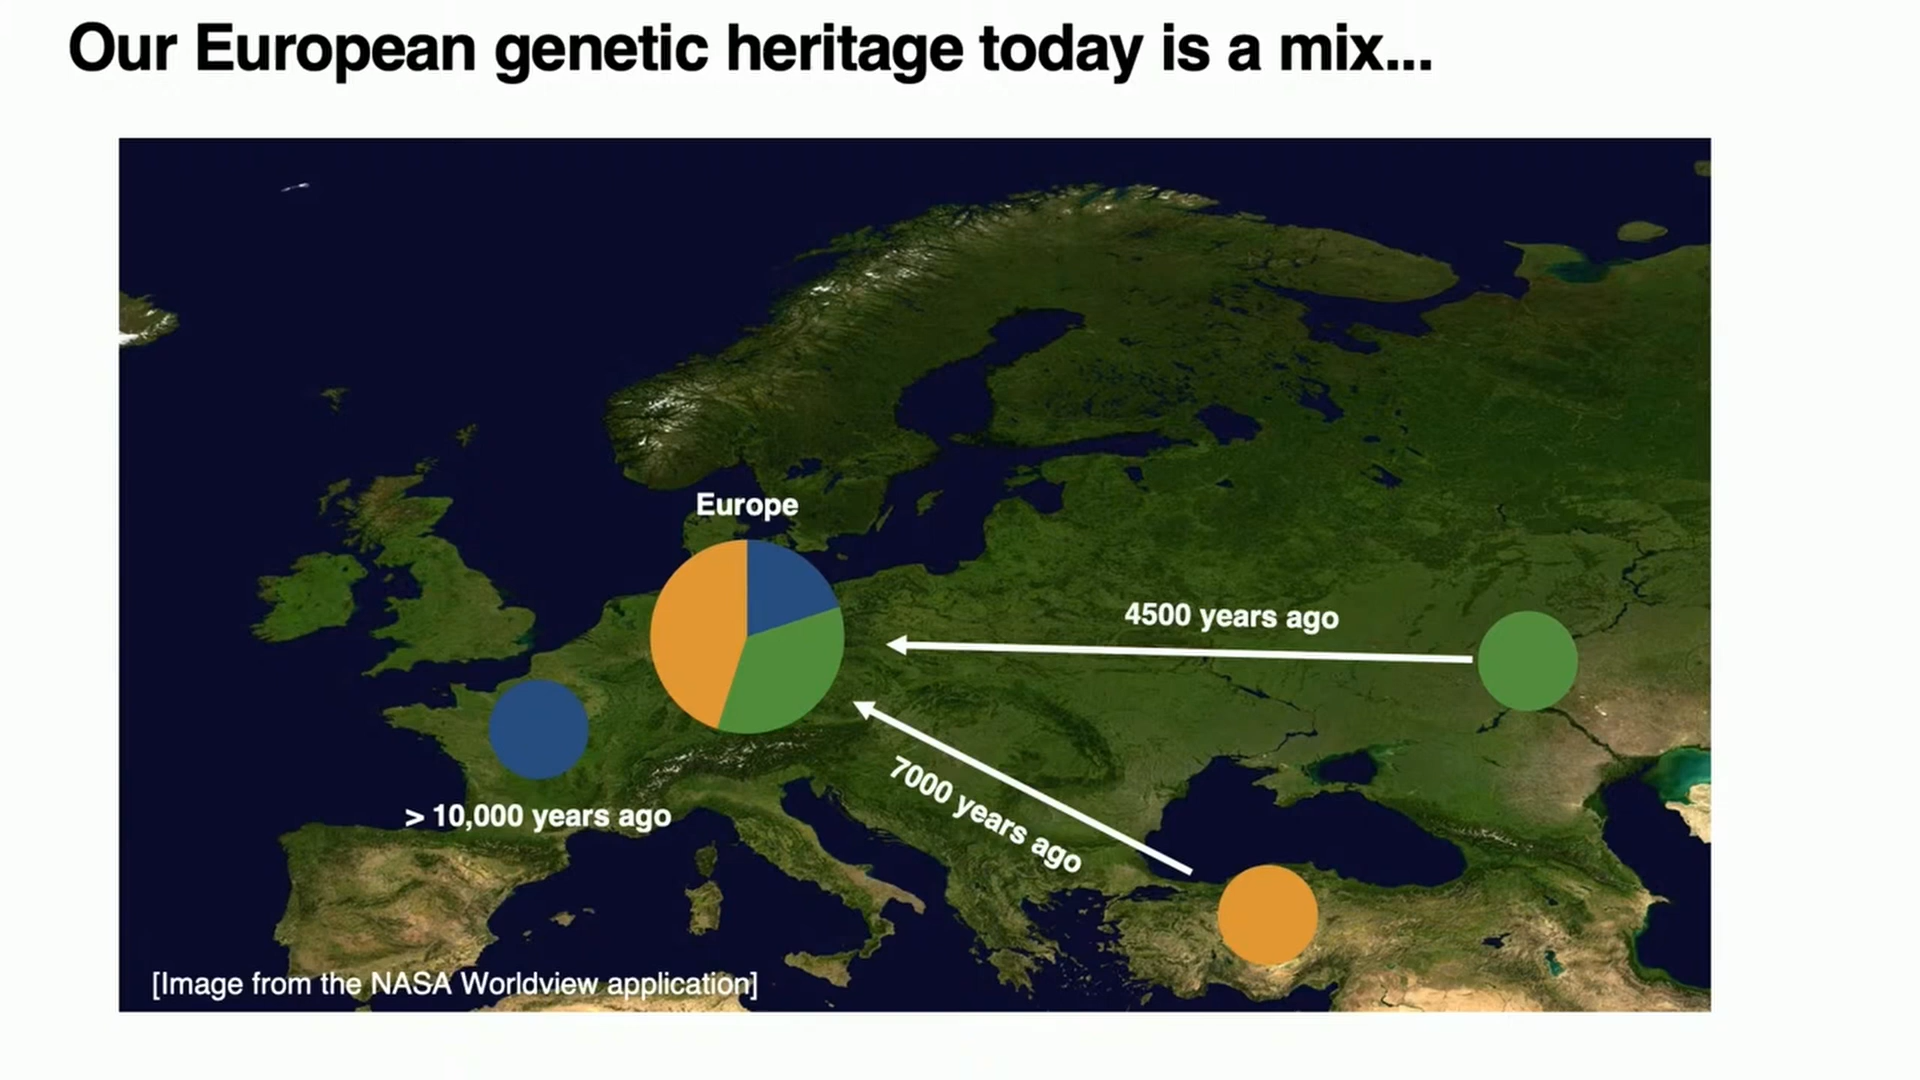 Our European genetic heritage today is a mix...
Europe
4500 years ago
7000 years ago
> 10,000 years ago
[Image from the NASA Worldview application]